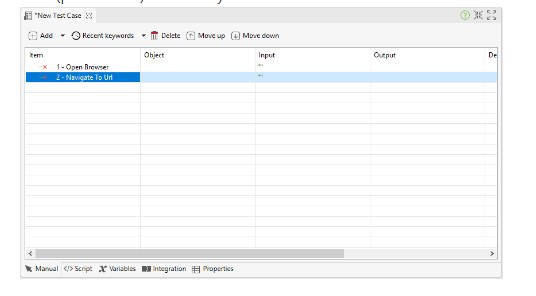 *New Test Case
Add Recent keywords Delete Move up Move down
Item Object Input Output De
1 - Open Browser ""
2 - Navigate To Url ""
Manual </> Script Variables Integration Properties